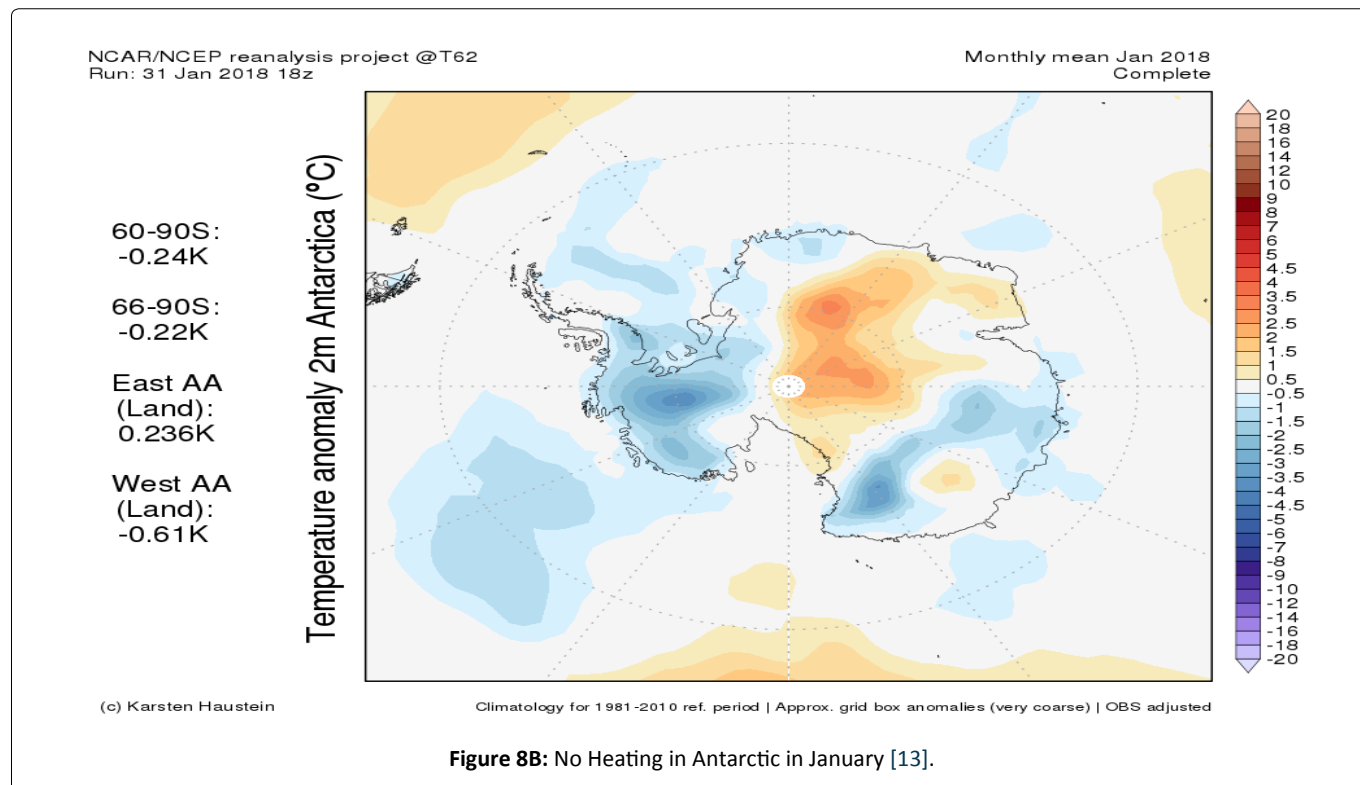 NCAR/NCEP reanalysis project @T62
Run: 31 Jan 2018 18z
Monthly mean Jan 2018
Complete
60-90S:
-0.24K
66-90S:
-0.22K
East AA
(Land):
0.236K
West AA
(Land):
-0.61K
Temperature anomaly 2m Antarctica (ºC)
20
18
16
14
12
10
9
8
7
6
5
4.5
3.5
3
2.5
2
1.5
1
0.5
-0.5
-1
-1.5
-2
-2.5
-3
-3.5
-4
-4.5
-5
-6
-7
-8
-9
-10
-12
-14
-16
-18
-20
(c) Karsten Haustein
Climatology for 1981-2010 ref. period | Approx. grid box anomalies (very coarse) | OBS adjusted
Figure 8B: No Heating in Antarctic in January [13].